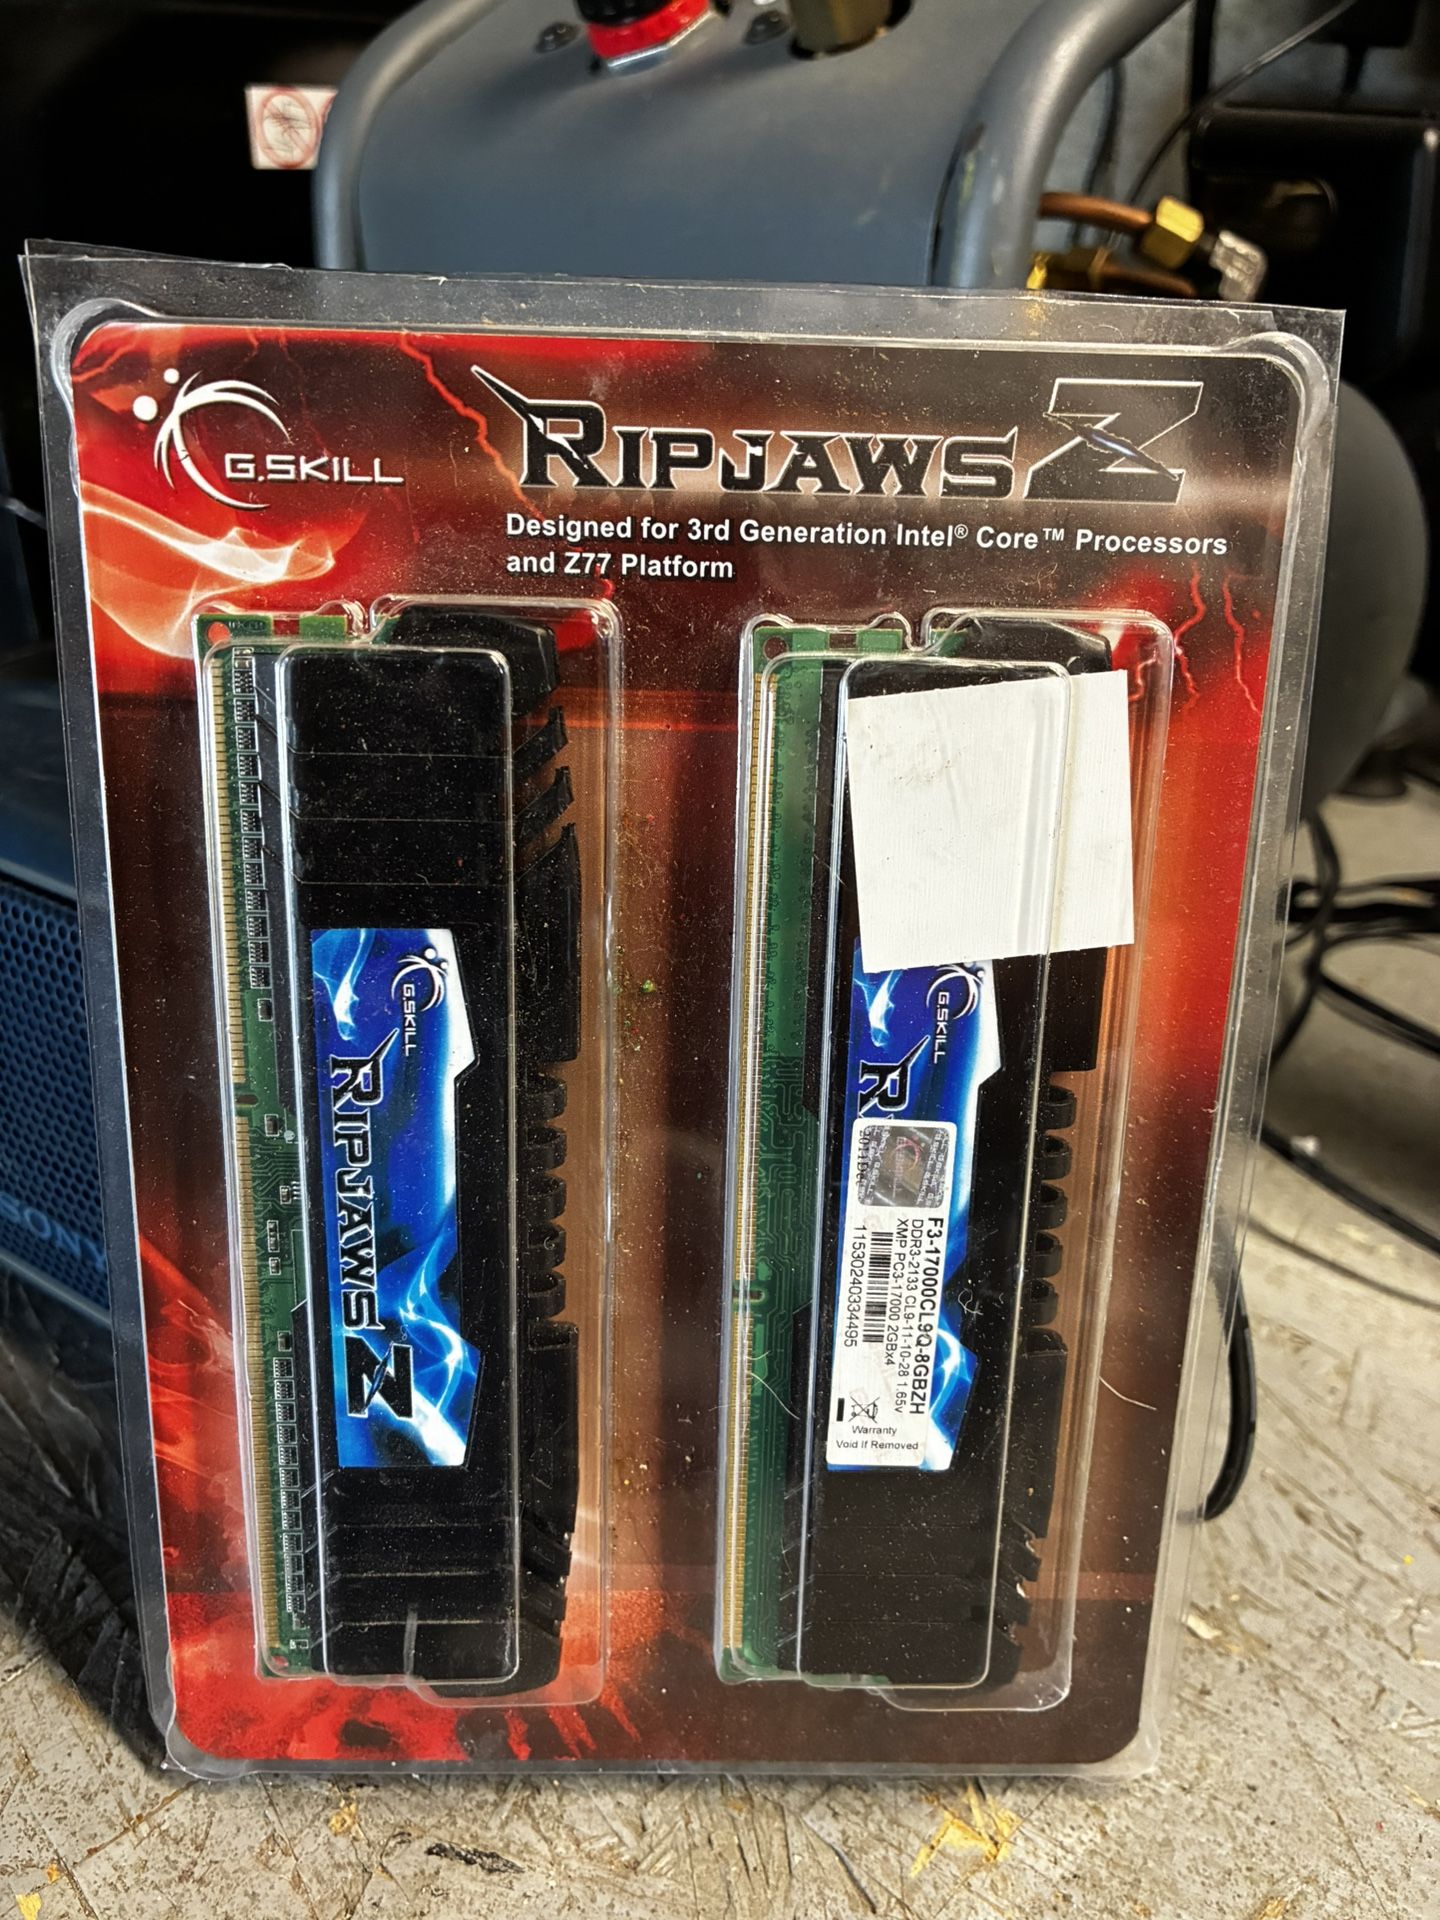 G.SKILL
RIPJAWS Z
Designed for 3rd Generation Intel® Core™ Processors
and Z77 Platform
G.SKILL
RIPJAWS Z
G.SKILL
R
F3-17000CL9Q-8GBZH
DDR3-2133 CL9-11-10-28 1.65v
XMP PC3-17000 2GBx4
11530240334495
Warranty
Void If Removed